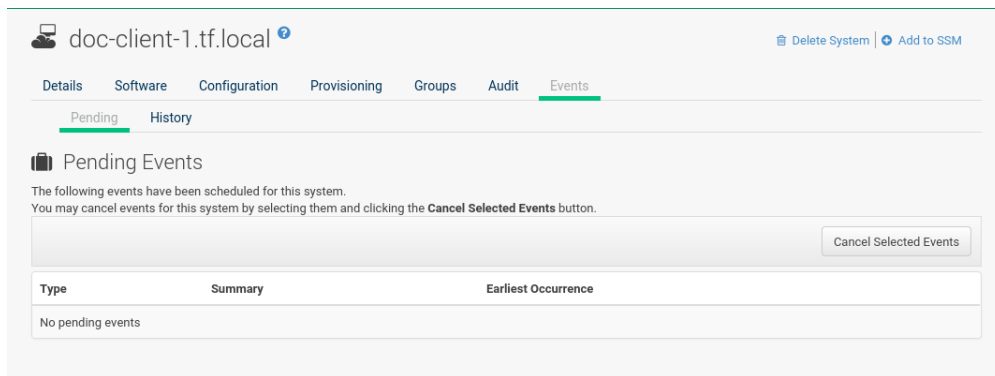 doc-client-1.tf.local ?
Delete System | Add to SSM
Details Software Configuration Provisioning Groups Audit Events
Pending History
Pending Events
The following events have been scheduled for this system.
You may cancel events for this system by selecting them and clicking the Cancel Selected Events button.
Cancel Selected Events
Type Summary Earliest Occurrence
No pending events